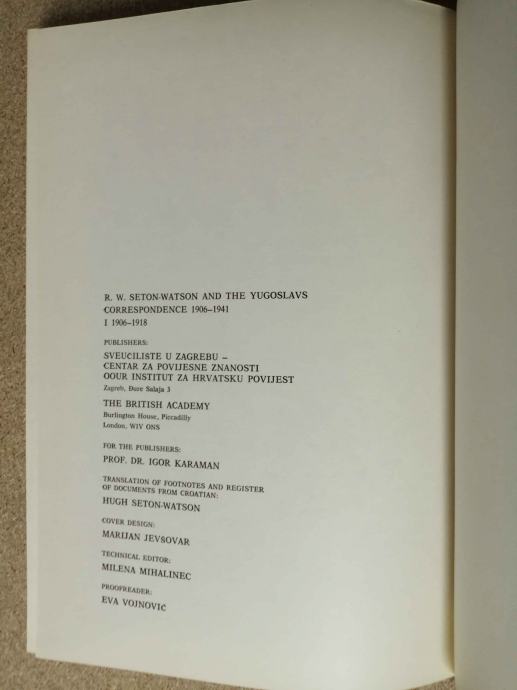 R. W. SETON-WATSON AND THE YUGOSLAVS
CORRESPONDENCE 1906–1941
I 1906–1918
PUBLISHERS:
SVEUČILIŠTE U ZAGREBU –
CENTAR ZA POVIJESNE ZNANOSTI
OOUR INSTITUT ZA HRVATSKU POVIJEST
Zagreb, Đure Salaja 3
THE BRITISH ACADEMY
Burlington House, Piccadilly
London, WIV ONS
FOR THE PUBLISHERS:
PROF. DR. IGOR KARAMAN
TRANSLATION OF FOOTNOTES AND REGISTER
OF DOCUMENTS FROM CROATIAN:
HUGH SETON-WATSON
COVER DESIGN:
MARIJAN JEVŠOVAR
TECHNICAL EDITOR:
MILENA MIHALINEC
PROOFREADER:
EVA VOJNOVIĆ